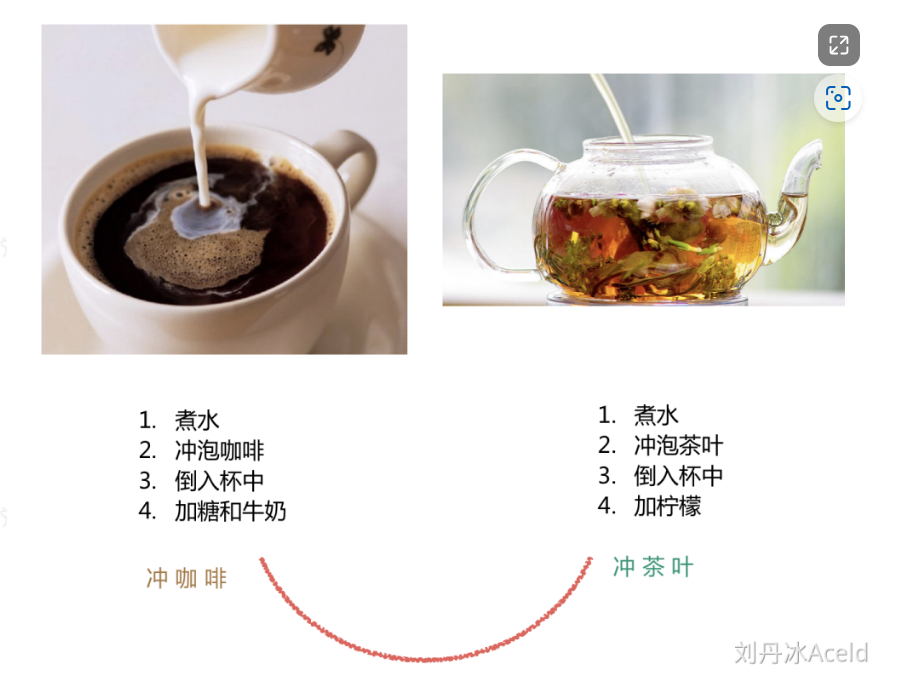 1. 煮水
2. 冲泡咖啡
3. 倒入杯中
4. 加糖和牛奶
冲咖啡
1. 煮水
2. 冲泡茶叶
3. 倒入杯中
4. 加柠檬
冲茶叶
刘丹冰Aceld